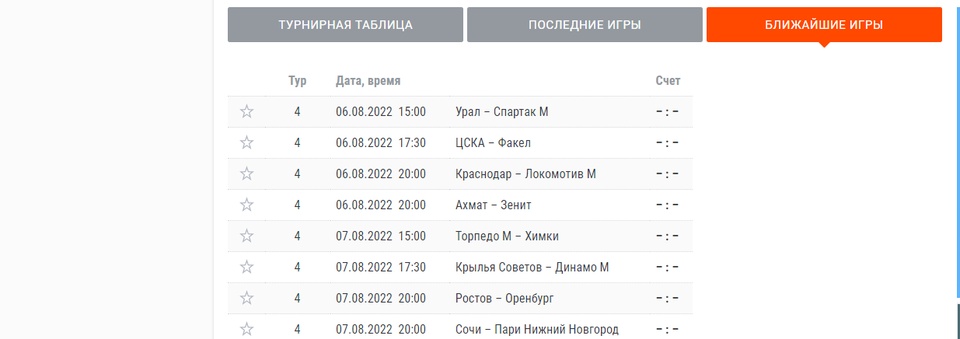 ТУРНИРНАЯ ТАБЛИЦА ПОСЛЕДНИЕ ИГРЫ БЛИЖАЙШИЕ ИГРЫ
Тур Дата, время Счет
4 06.08.2022 15:00 Урал – Спартак М – : –
4 06.08.2022 17:30 ЦСКА – Факел – : –
4 06.08.2022 20:00 Краснодар – Локомотив М – : –
4 06.08.2022 20:00 Ахмат – Зенит – : –
4 07.08.2022 15:00 Торпедо М – Химки – : –
4 07.08.2022 17:30 Крылья Советов – Динамо М – : –
4 07.08.2022 20:00 Ростов – Оренбург – : –
4 07.08.2022 20:00 Сочи – Пари Нижний Новгород – : –